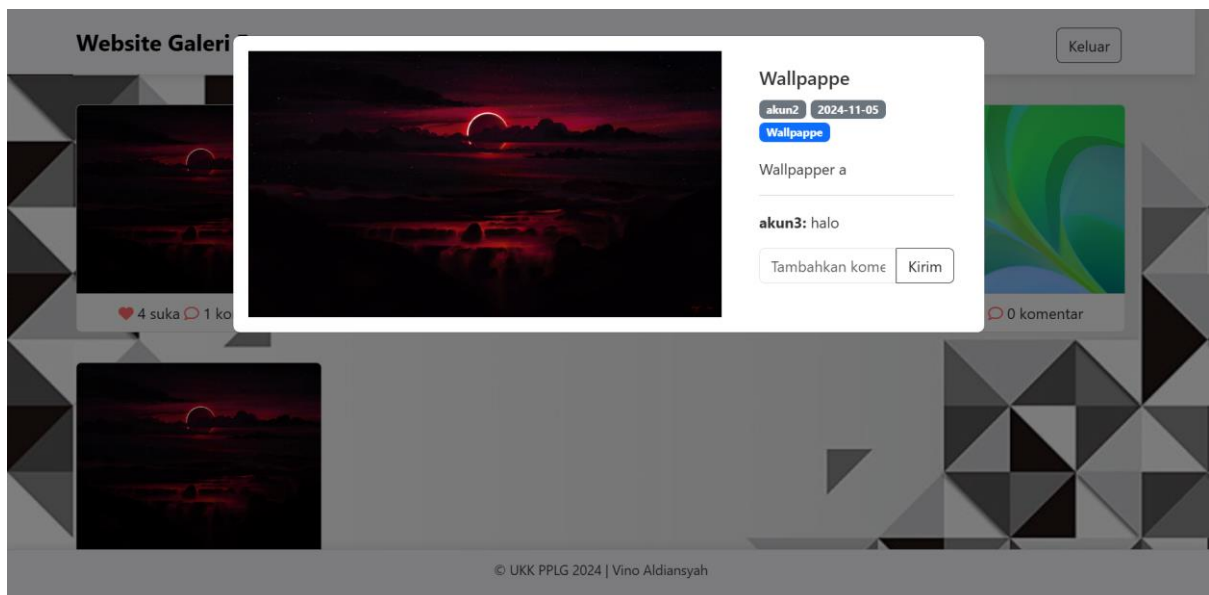 Website Galeri
Keluar
Wallpappe
akun2 2024-11-05
Wallpappe
Wallpapper a
akun3: halo
Tambahkan kome Kirim
4 suka 1 ko
0 komentar
© UKK PPLG 2024 | Vino Aldiansyah